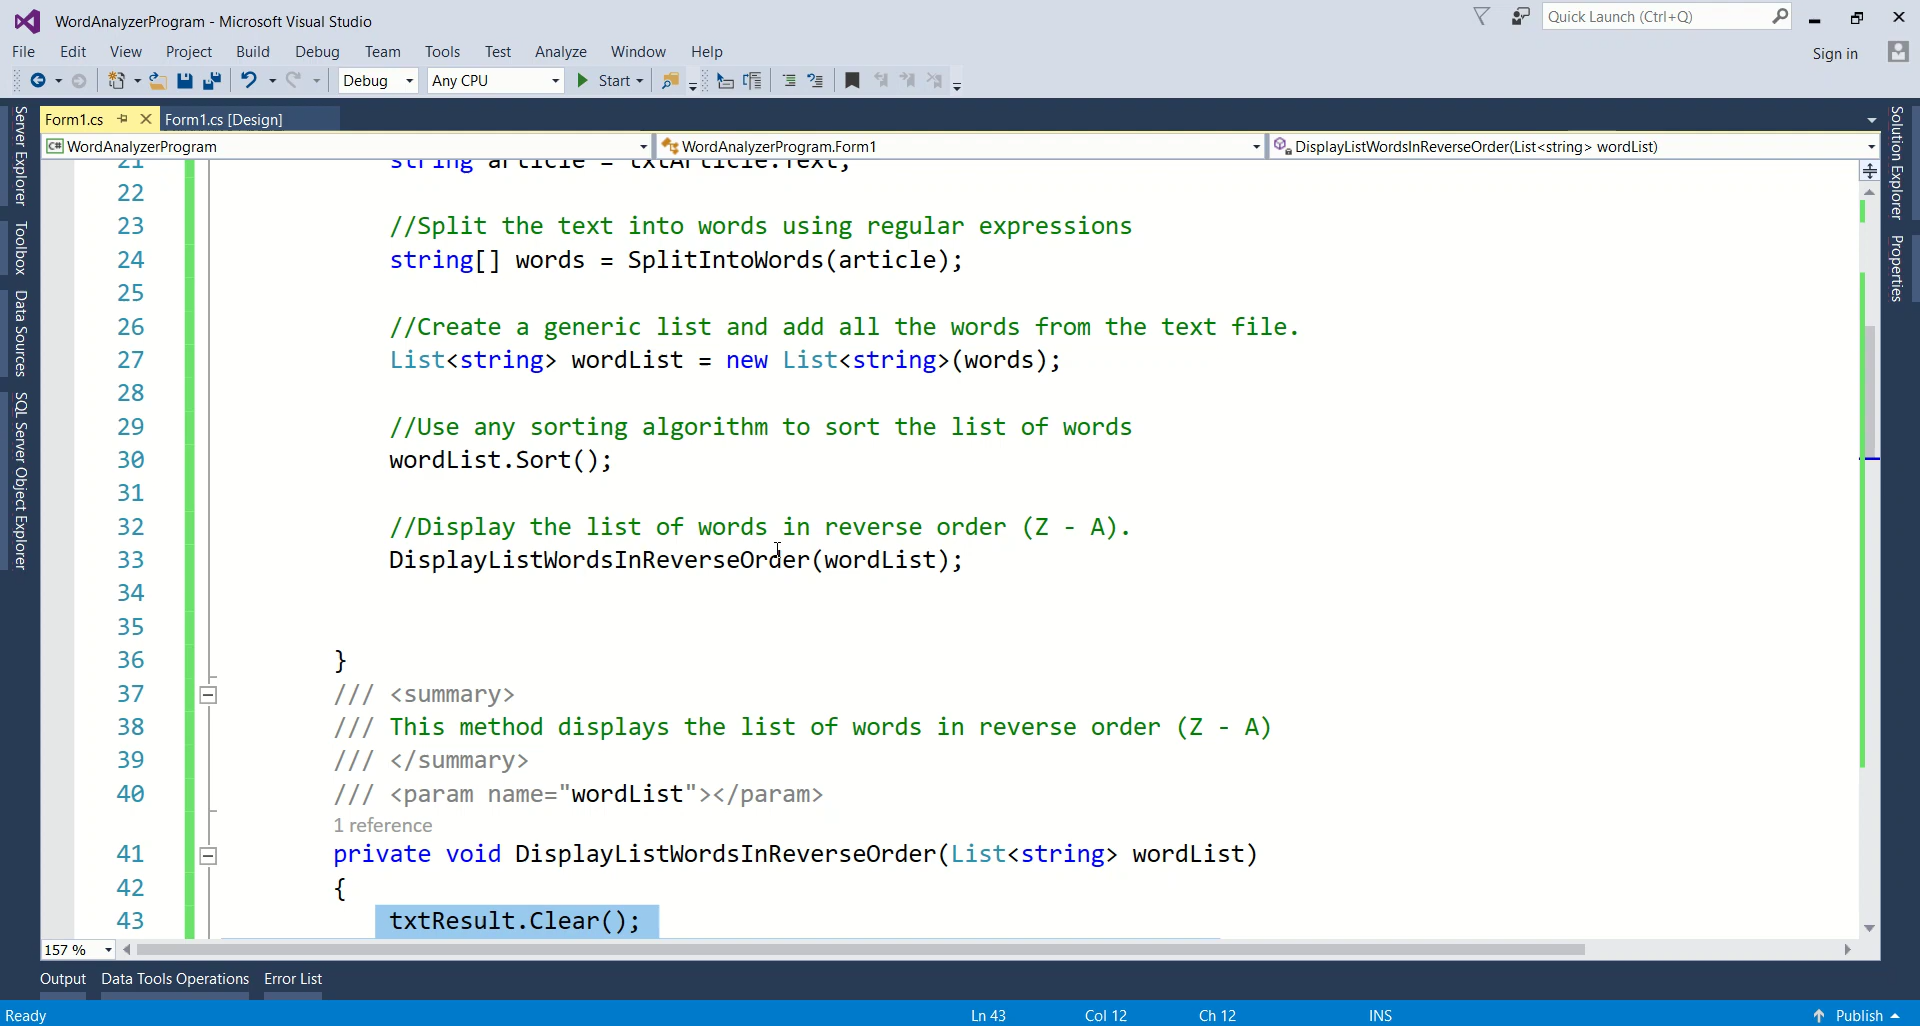 WordAnalyzerProgram - Microsoft Visual Studio
Quick Launch (Ctrl+Q)
File Edit View Project Build Debug Team Tools Test Analyze Window Help
Sign in
Debug Any CPU Start
Form1.cs Form1.cs [Design]
C# WordAnalyzerProgram WordAnalyzerProgram.Form1 DisplayListWordsInReverseOrder(List<string> wordList)
Server Explorer
Toolbox
Data Sources
SQL Server Object Explorer
Solution Explorer
Properties
21 string article = txtArticle.Text;
22
23 //Split the text into words using regular expressions
24 string[] words = SplitIntoWords(article);
25
26 //Create a generic list and add all the words from the text file.
27 List<string> wordList = new List<string>(words);
28
29 //Use any sorting algorithm to sort the list of words
30 wordList.Sort();
31
32 //Display the list of words in reverse order (Z - A).
33 DisplayListWordsInReverseOrder(wordList);
34
35
36 }
37 /// <summary>
38 /// This method displays the list of words in reverse order (Z - A)
39 /// </summary>
40 /// <param name="wordList"></param>
1 reference
41 private void DisplayListWordsInReverseOrder(List<string> wordList)
42 {
43 txtResult.Clear();
157 %
Output Data Tools Operations Error List
Ready Ln 43 Col 12 Ch 12 INS Publish